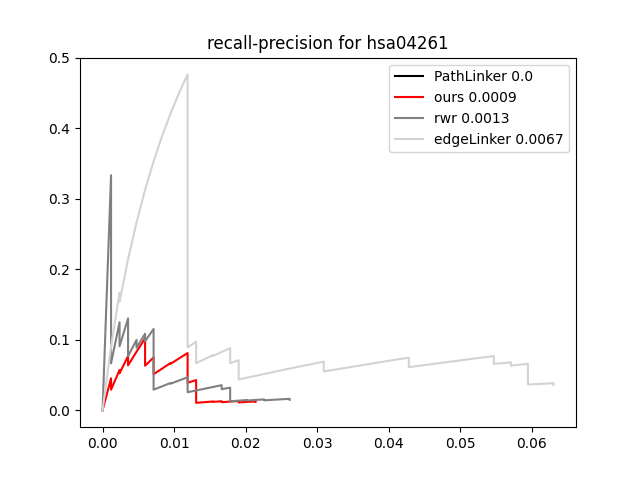 recall-precision for hsa04261
PathLinker 0.0
ours 0.0009
rwr 0.0013
edgeLinker 0.0067
0.5
0.4
0.3
0.2
0.1
0.0
0.00 0.01 0.02 0.03 0.04 0.05 0.06